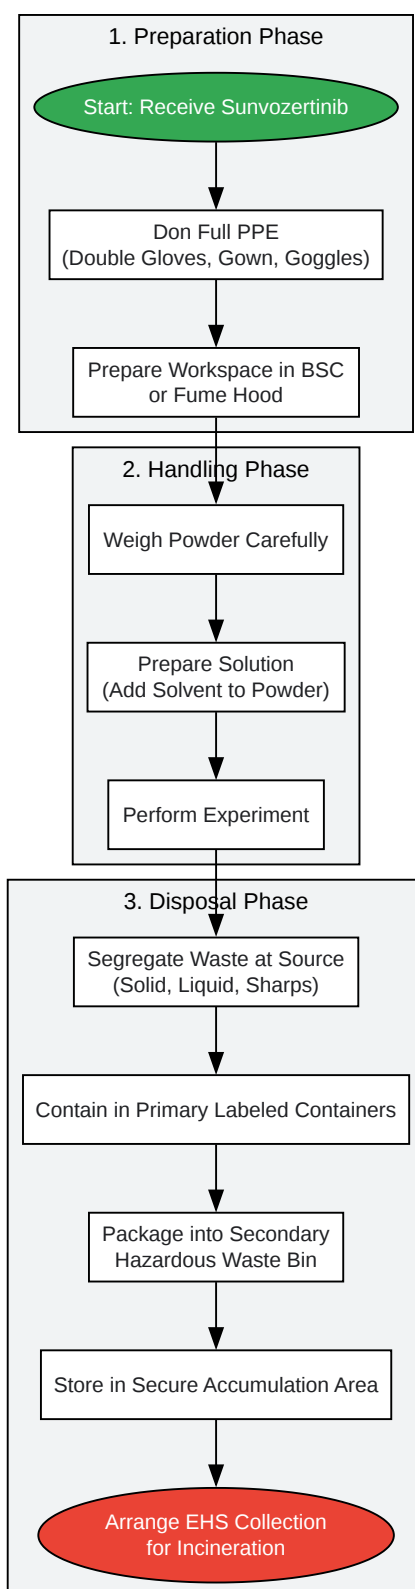 1. Preparation Phase
Start: Receive Sunvozertinib
Don Full PPE
(Double Gloves, Gown, Goggles)
Prepare Workspace in BSC
or Fume Hood
2. Handling Phase
Weigh Powder Carefully
Prepare Solution
(Add Solvent to Powder)
Perform Experiment
3. Disposal Phase
Segregate Waste at Source
(Solid, Liquid, Sharps)
Contain in Primary Labeled Containers
Package into Secondary
Hazardous Waste Bin
Store in Secure Accumulation Area
Arrange EHS Collection
for Incineration